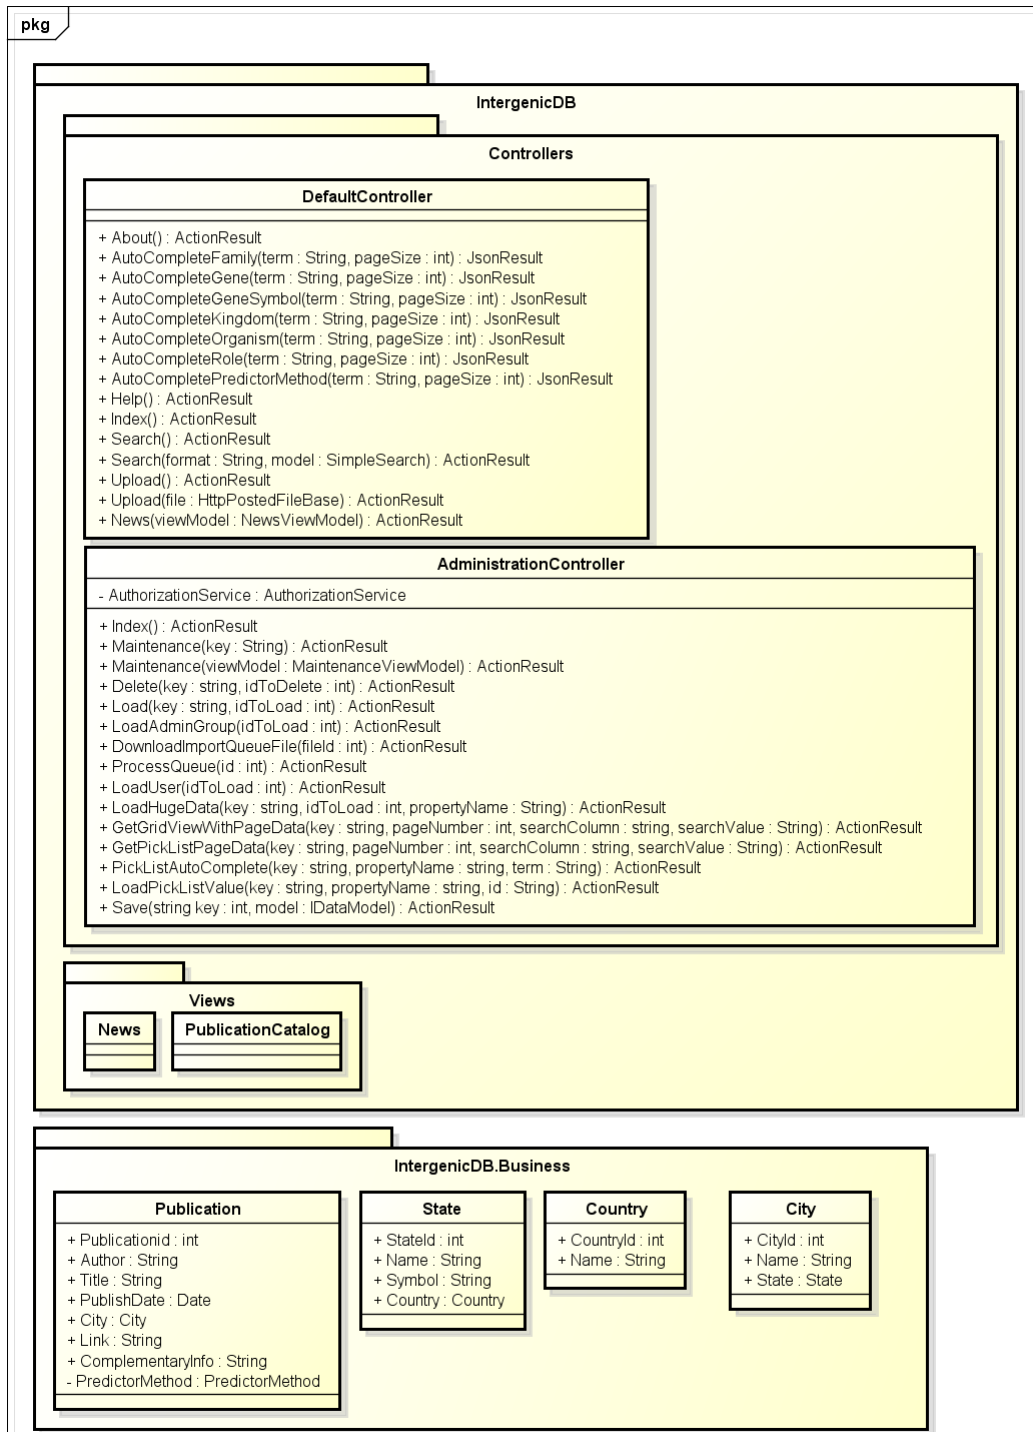 pkg
IntergenicDB
Controllers
DefaultController
+ About() : ActionResult
+ AutoCompleteFamily(term : String, pageSize : int) : JsonResult
+ AutoCompleteGene(term : String, pageSize : int) : JsonResult
+ AutoCompleteGeneSymbol(term : String, pageSize : int) : JsonResult
+ AutoCompleteKingdom(term : String, pageSize : int) : JsonResult
+ AutoCompleteOrganism(term : String, pageSize : int) : JsonResult
+ AutoCompleteRole(term : String, pageSize : int) : JsonResult
+ AutoCompletePredictorMethod(term : String, pageSize : int) : JsonResult
+ Help() : ActionResult
+ Index() : ActionResult
+ Search() : ActionResult
+ Search(format : String, model : SimpleSearch) : ActionResult
+ Upload() : ActionResult
+ Upload(file : HttpPostedFileBase) : ActionResult
+ News(viewModel : NewsViewModel) : ActionResult
AdministrationController
- AuthorizationService : AuthorizationService
+ Index() : ActionResult
+ Maintenance(key : String) : ActionResult
+ Maintenance(viewModel : MaintenanceViewModel) : ActionResult
+ Delete(key : string, idToDelete : int) : ActionResult
+ Load(key : string, idToLoad : int) : ActionResult
+ LoadAdminGroup(idToLoad : int) : ActionResult
+ DownloadImportQueueFile(fileId : int) : ActionResult
+ ProcessQueue(id : int) : ActionResult
+ LoadUser(idToLoad : int) : ActionResult
+ LoadHugeData(key : string, idToLoad : int, propertyName : String) : ActionResult
+ GetGridViewWithPageData(key : string, pageNumber : int, searchColumn : string, searchValue : String) : ActionResult
+ GetPickListPageData(key : string, pageNumber : int, searchColumn : string, searchValue : String) : ActionResult
+ PickListAutoComplete(key : string, propertyName : string, term : String) : ActionResult
+ LoadPickListValue(key : string, propertyName : string, id : String) : ActionResult
+ Save(string key : int, model : IDataModel) : ActionResult
Views
News
PublicationCatalog
IntergenicDB.Business
Publication
+ Publicationid : int
+ Author : String
+ Title : String
+ PublishDate : Date
+ City : City
+ Link : String
+ ComplementaryInfo : String
- PredictorMethod : PredictorMethod
State
+ StateId : int
+ Name : String
+ Symbol : String
+ Country : Country
Country
+ CountryId : int
+ Name : String
City
+ CityId : int
+ Name : String
+ State : State